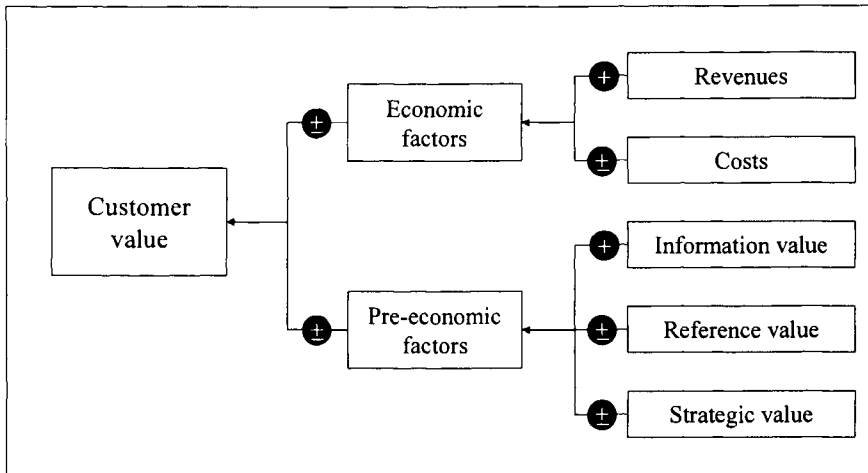 Customer
value
±
Economic
factors
+
Revenues
±
Costs
±
Pre-economic
factors
+
Information value
±
Reference value
±
Strategic value